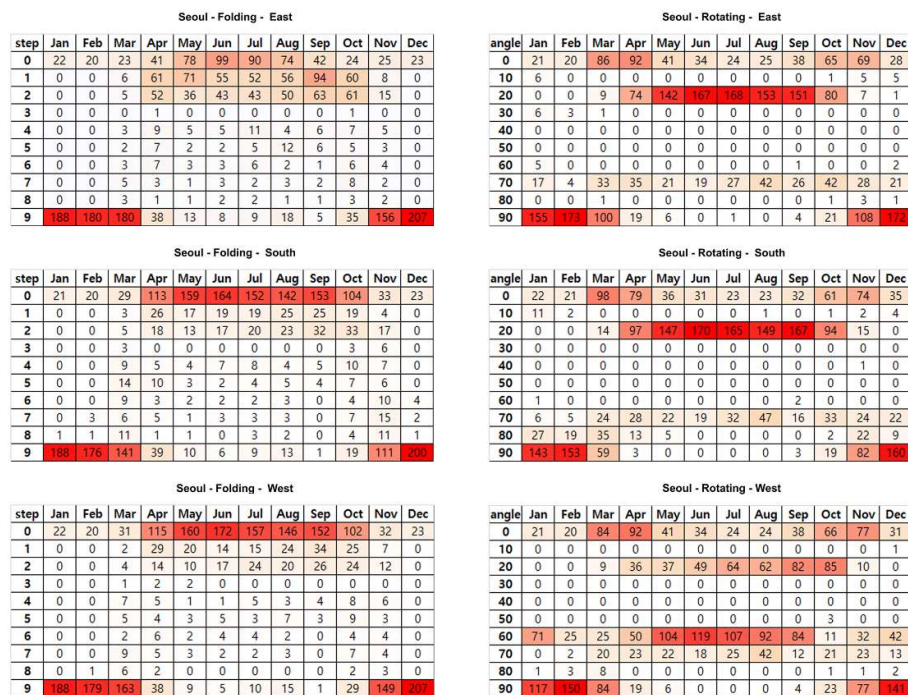 Seoul - Folding - East
step Jan Feb Mar Apr May Jun Jul Aug Sep Oct Nov Dec
0 22 20 23 41 78 99 90 74 42 24 25 23
1 0 0 6 61 71 55 52 56 94 60 8 0
2 0 0 5 52 36 43 43 50 63 61 15 0
3 0 0 0 1 0 0 0 0 0 1 0 0
4 0 0 3 9 5 5 11 4 6 7 5 0
5 0 0 2 7 2 2 5 12 6 5 3 0
6 0 0 3 7 3 3 6 2 1 6 4 0
7 0 0 5 3 1 3 2 3 2 8 2 0
8 0 0 3 1 1 2 2 1 1 3 2 0
9 188 180 180 38 13 8 9 18 5 35 156 207
Seoul - Rotating - East
angle Jan Feb Mar Apr May Jun Jul Aug Sep Oct Nov Dec
0 21 20 86 92 41 34 24 25 38 65 69 28
10 6 0 0 0 0 0 0 0 0 1 5 5
20 0 0 9 74 142 167 168 153 151 80 7 1
30 6 3 1 0 0 0 0 0 0 0 0 0
40 0 0 0 0 0 0 0 0 0 0 0 0
50 0 0 0 0 0 0 0 0 0 0 0 0
60 5 0 0 0 0 0 0 0 1 0 0 2
70 17 4 33 35 21 19 27 42 26 42 28 21
80 0 0 1 0 0 0 0 0 0 1 3 1
90 155 173 100 19 6 0 1 0 4 21 108 172
Seoul - Folding - South
step Jan Feb Mar Apr May Jun Jul Aug Sep Oct Nov Dec
0 21 20 29 113 159 164 152 142 153 104 33 23
1 0 0 3 26 17 19 19 25 25 19 4 0
2 0 0 5 18 13 17 20 23 32 33 17 0
3 0 0 3 0 0 0 0 0 0 3 6 0
4 0 0 9 5 4 7 8 4 5 10 7 0
5 0 0 14 10 3 2 4 5 4 7 6 0
6 0 0 9 3 2 2 2 3 0 4 10 4
7 0 3 6 5 1 3 3 3 0 7 15 2
8 1 1 11 1 1 0 3 2 0 4 11 1
9 188 176 141 39 10 6 9 13 1 19 111 200
Seoul - Rotating - South
angle Jan Feb Mar Apr May Jun Jul Aug Sep Oct Nov Dec
0 22 21 98 79 36 31 23 23 32 61 74 35
10 11 2 0 0 0 0 0 1 0 1 2 4
20 0 0 14 97 147 170 165 149 167 94 15 0
30 0 0 0 0 0 0 0 0 0 0 0 0
40 0 0 0 0 0 0 0 0 0 0 1 0
50 0 0 0 0 0 0 0 0 0 0 0 0
60 1 0 0 0 0 0 0 0 2 0 0 0
70 6 5 24 28 22 19 32 47 16 33 24 22
80 27 19 35 13 5 0 0 0 0 2 22 9
90 143 153 59 3 0 0 0 0 3 19 82 160
Seoul - Folding - West
step Jan Feb Mar Apr May Jun Jul Aug Sep Oct Nov Dec
0 22 20 31 115 160 172 157 146 152 102 32 23
1 0 0 2 29 20 14 15 24 34 25 7 0
2 0 0 4 14 10 17 24 20 26 24 12 0
3 0 0 1 2 2 0 0 0 0 0 0 0
4 0 0 7 5 1 1 5 3 4 8 6 0
5 0 0 4 3 5 3 3 7 3 9 3 0
6 0 0 2 6 2 4 4 2 0 4 4 0
7 0 0 9 5 3 2 2 3 0 7 4 0
8 0 1 6 2 0 0 0 0 0 2 3 0
9 188 179 163 38 9 5 10 15 1 29 149 207
Seoul - Rotating - West
angle Jan Feb Mar Apr May Jun Jul Aug Sep Oct Nov Dec
0 21 20 84 92 41 34 24 24 38 66 77 31
10 0 0 0 0 0 0 0 0 0 0 0 1
20 0 0 9 36 37 49 64 62 82 85 10 0
30 0 0 0 0 0 0 0 0 0 0 0 0
40 0 0 0 0 0 0 0 0 0 0 0 0
50 0 0 0 0 0 0 0 0 0 3 0 0
60 71 25 25 50 104 119 107 92 84 11 32 42
70 0 2 20 23 22 18 25 42 12 21 23 13
80 1 3 8 0 0 0 0 0 0 1 1 2
90 117 150 84 19 6 0 0 0 4 23 77 141